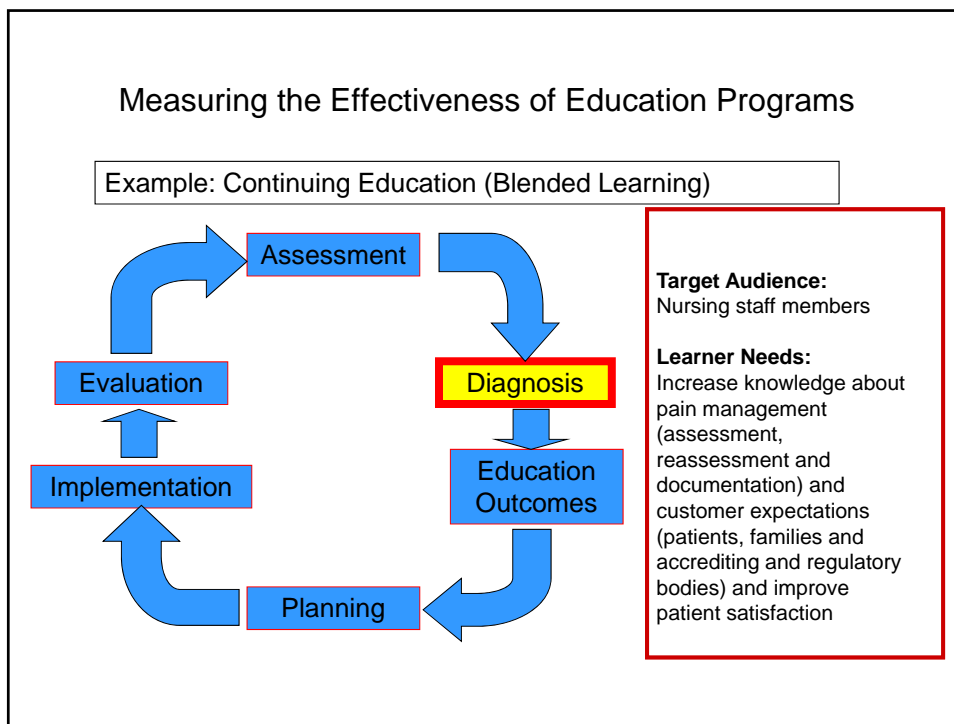 Measuring the Effectiveness of Education Programs
Example: Continuing Education (Blended Learning)
Assessment
Diagnosis
Education
Outcomes
Planning
Implementation
Evaluation
Target Audience:
Nursing staff members
Learner Needs:
Increase knowledge about
pain management
(assessment,
reassessment and
documentation) and
customer expectations
(patients, families and
accrediting and regulatory
bodies) and improve
patient satisfaction